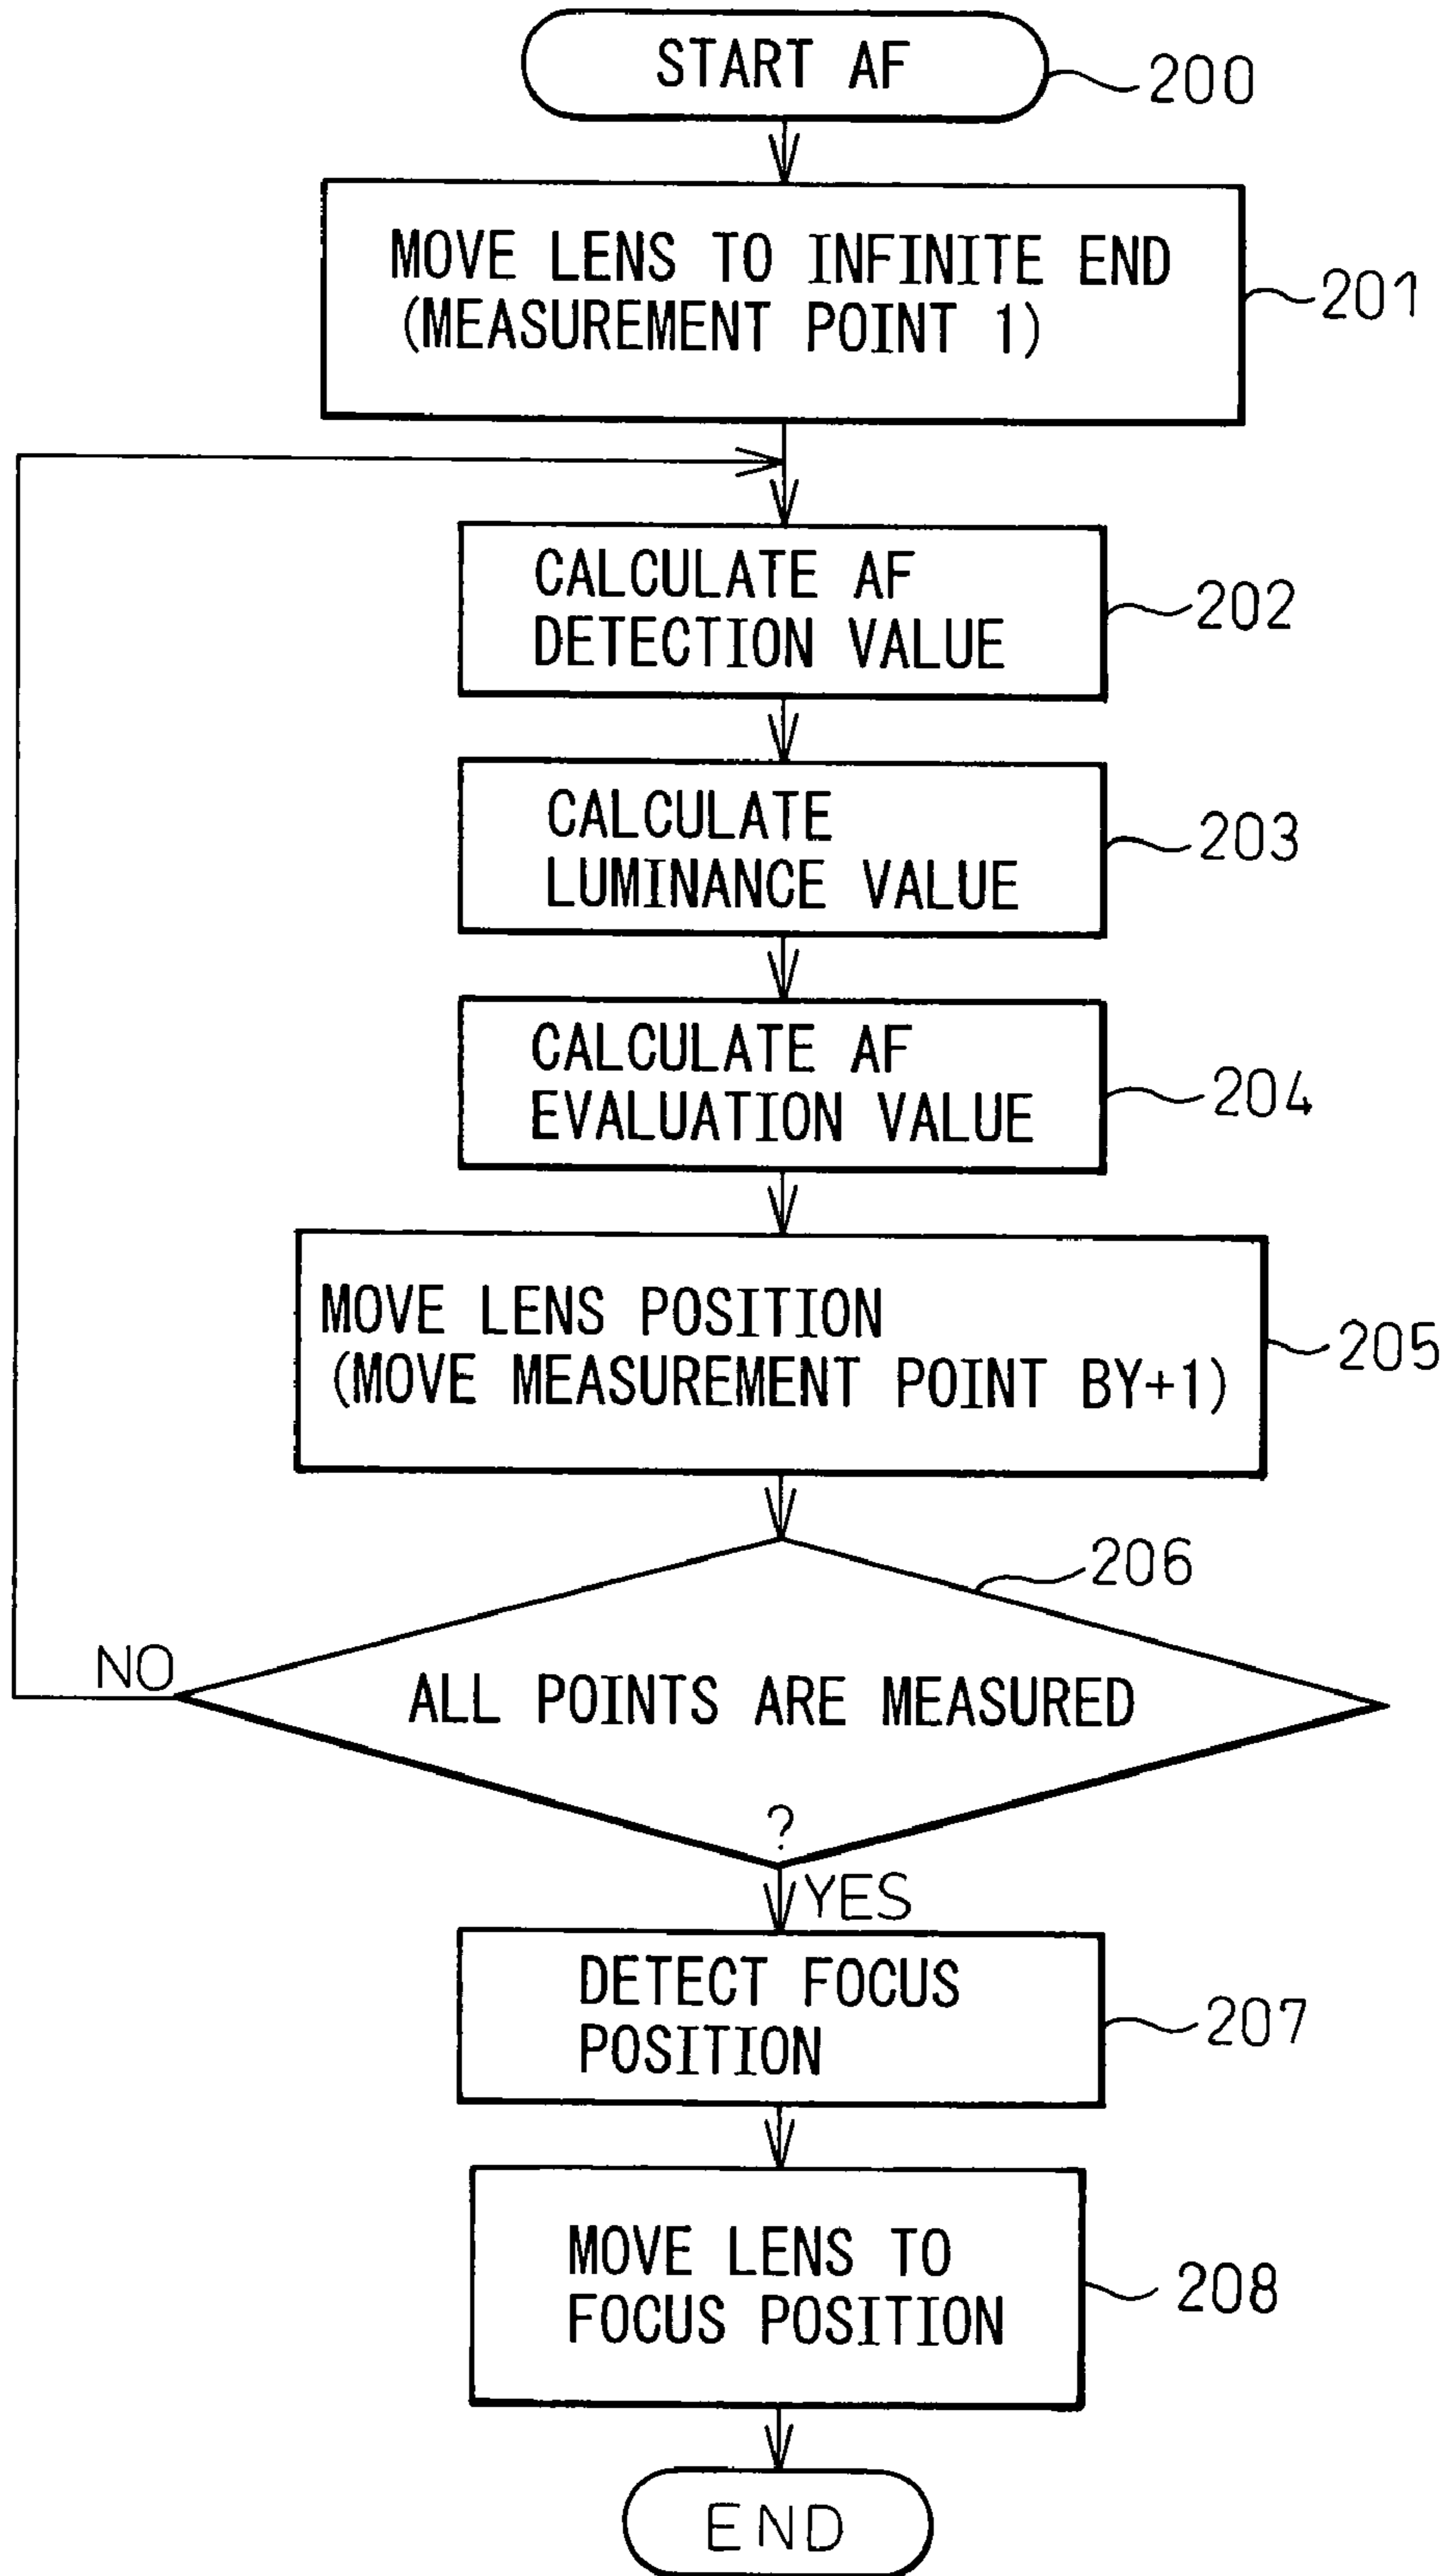 START AF
200
MOVE LENS TO INFINITE END
(MEASUREMENT POINT 1)
201
CALCULATE AF
DETECTION VALUE
202
CALCULATE
LUMINANCE VALUE
203
CALCULATE AF
EVALUATION VALUE
204
MOVE LENS POSITION
(MOVE MEASUREMENT POINT BY+1)
205
206
NO
ALL POINTS ARE MEASURED
?
YES
DETECT FOCUS
POSITION
207
MOVE LENS TO
FOCUS POSITION
208
END